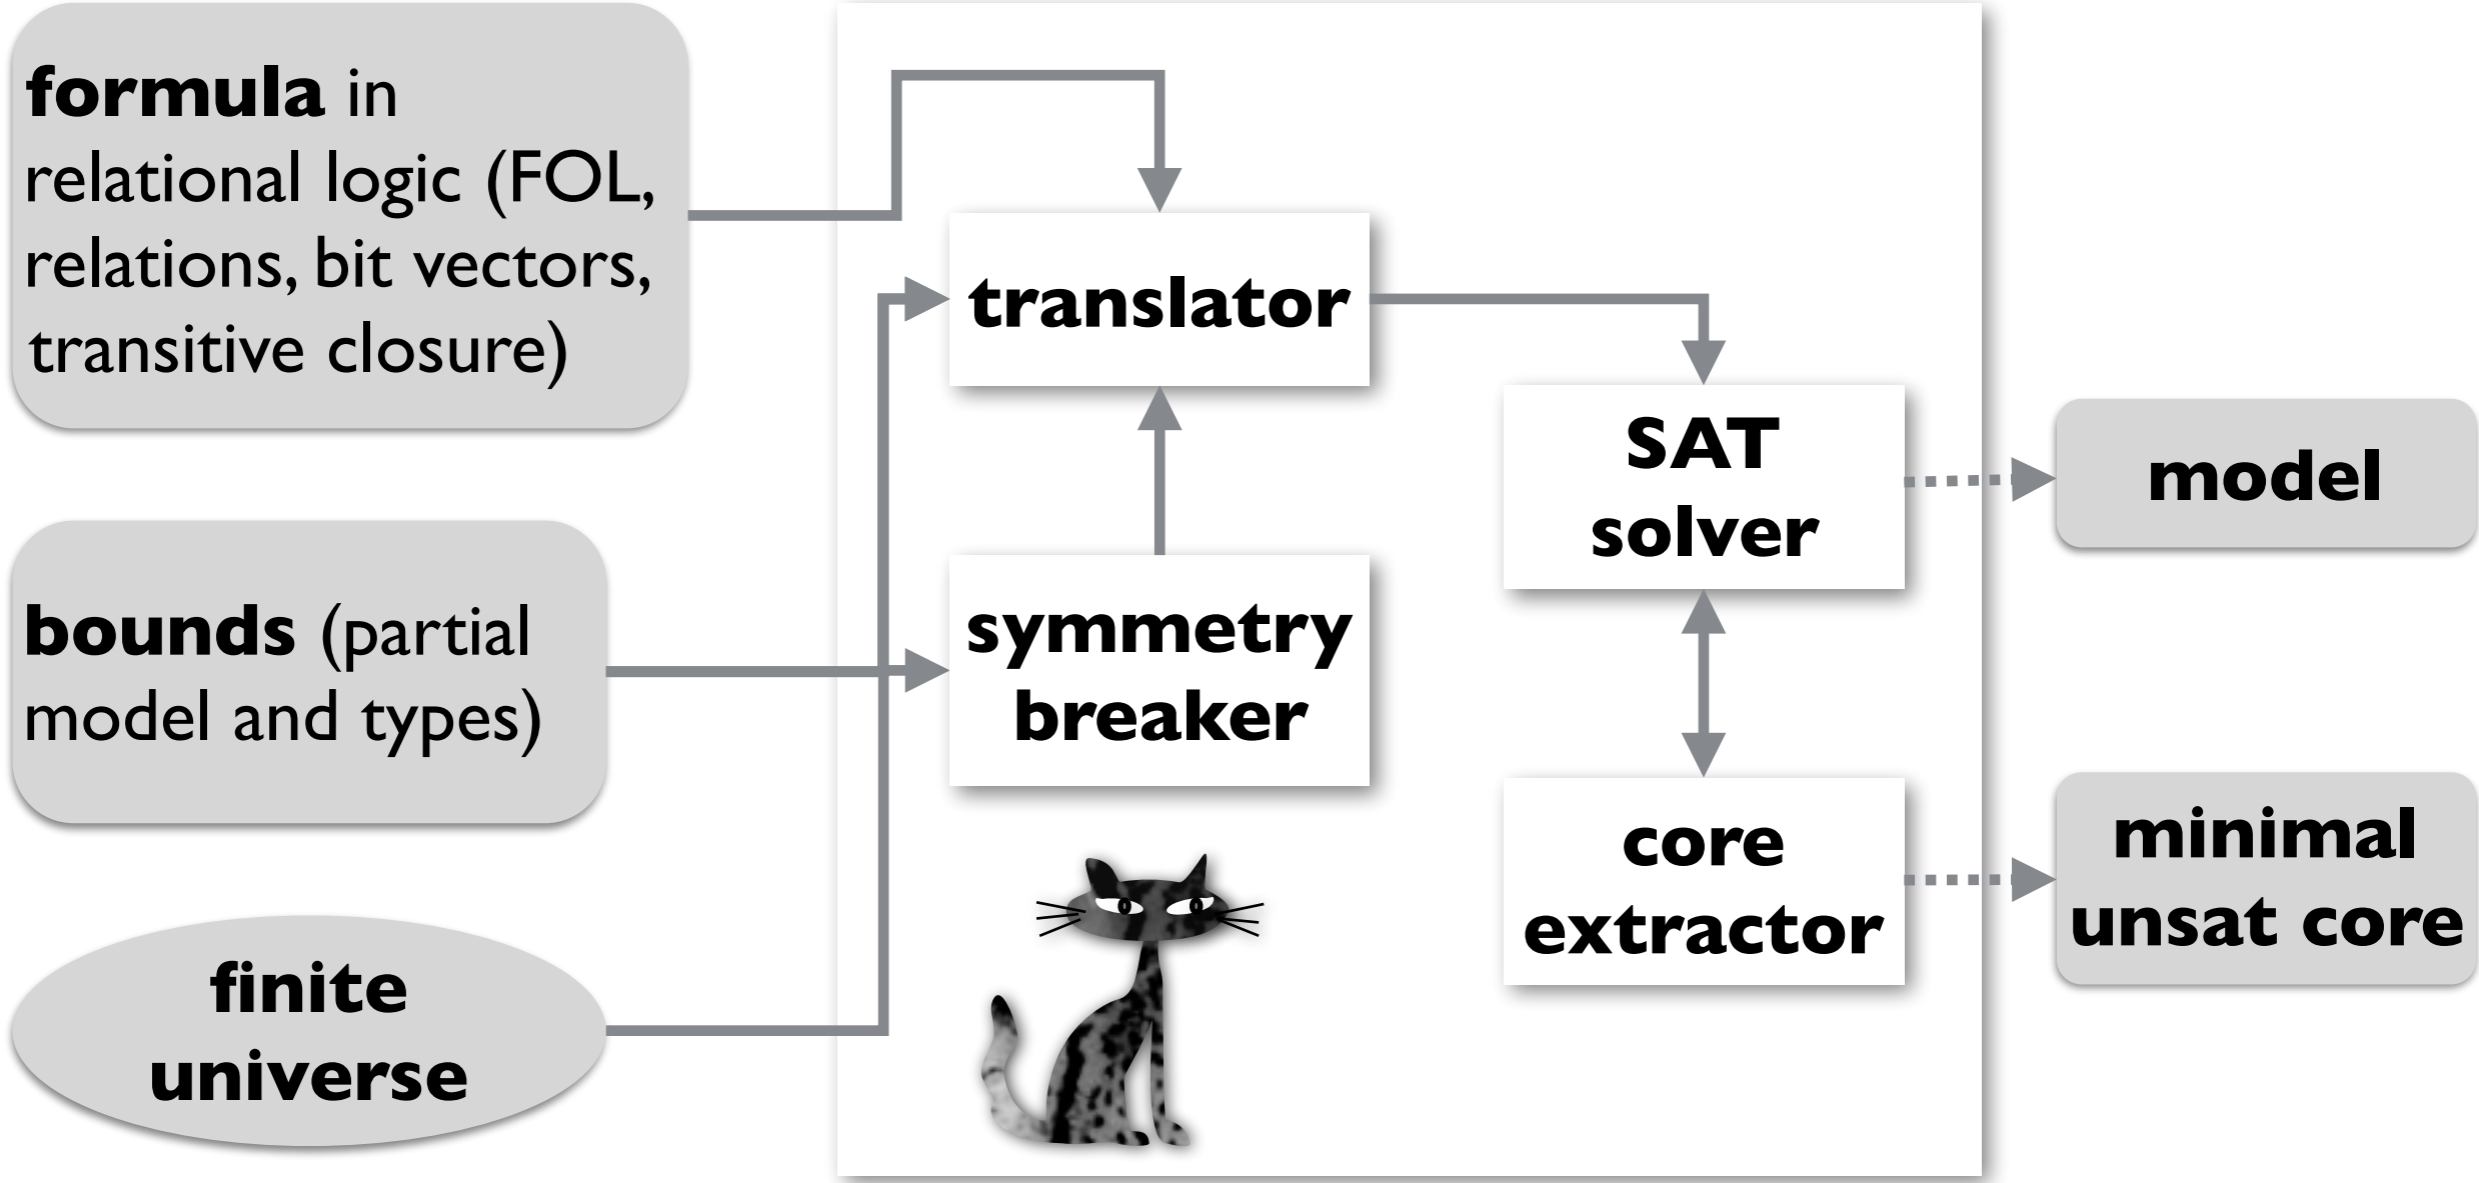 formula in
relational logic (FOL,
relations, bit vectors,
transitive closure)
bounds (partial
model and types)
finite
universe
translator
symmetry
breaker
SAT
solver
core
extractor
model
minimal
unsat core